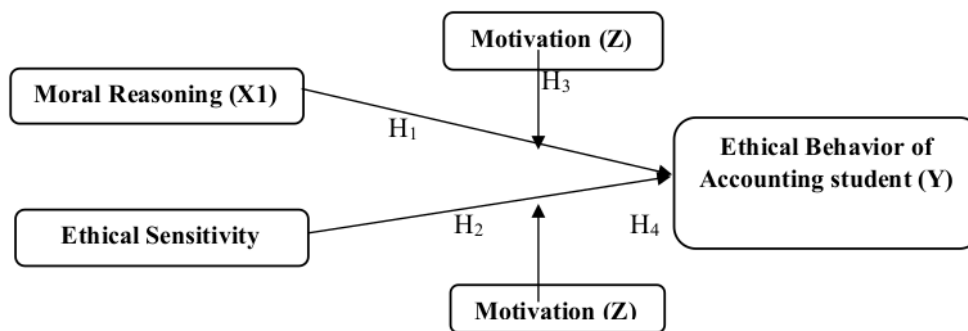 Motivation (Z)
H3
Moral Reasoning (X1)
H1
Ethical Behavior of
Accounting student (Y)
Ethical Sensitivity
H2
H4
Motivation (Z)